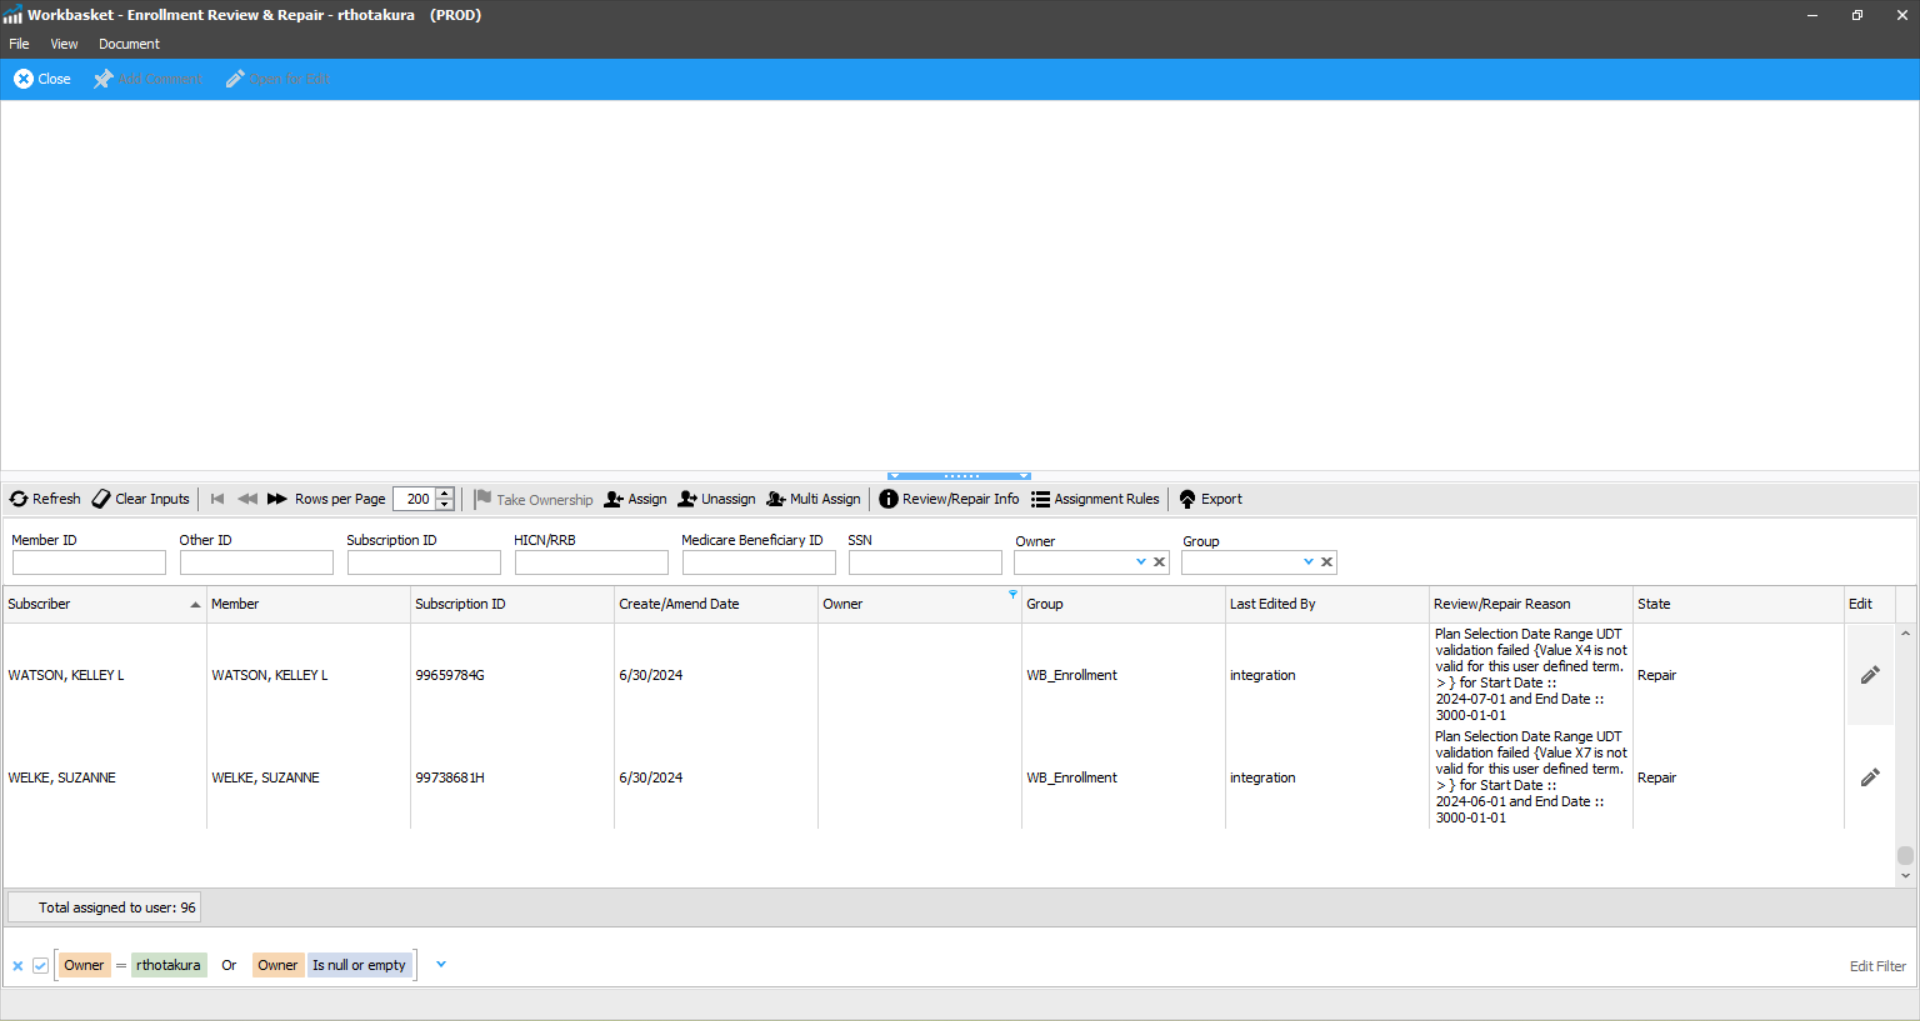 Workbasket - Enrollment Review & Repair - rthotakura (PROD)
File View Document
Close Add Comment Open for Edit
Refresh Clear Inputs Rows per Page 200 Take Ownership Assign Unassign Multi Assign Review/Repair Info Assignment Rules Export
Member ID Other ID Subscription ID HICN/RRB Medicare Beneficiary ID SSN Owner Group
Subscriber Member Subscription ID Create/Amend Date Owner Group Last Edited By Review/Repair Reason State Edit
WATSON, KELLEY L WATSON, KELLEY L 99659784G 6/30/2024 WB_Enrollment integration
Plan Selection Date Range UDT
validation failed {Value X4 is not
valid for this user defined term.
> } for Start Date ::
2024-07-01 and End Date ::
3000-01-01
Repair
WELKE, SUZANNE WELKE, SUZANNE 99738681H 6/30/2024 WB_Enrollment integration
Plan Selection Date Range UDT
validation failed {Value X7 is not
valid for this user defined term.
> } for Start Date ::
2024-06-01 and End Date ::
3000-01-01
Repair
Total assigned to user: 96
Owner = rthotakura Or Owner Is null or empty
Edit Filter